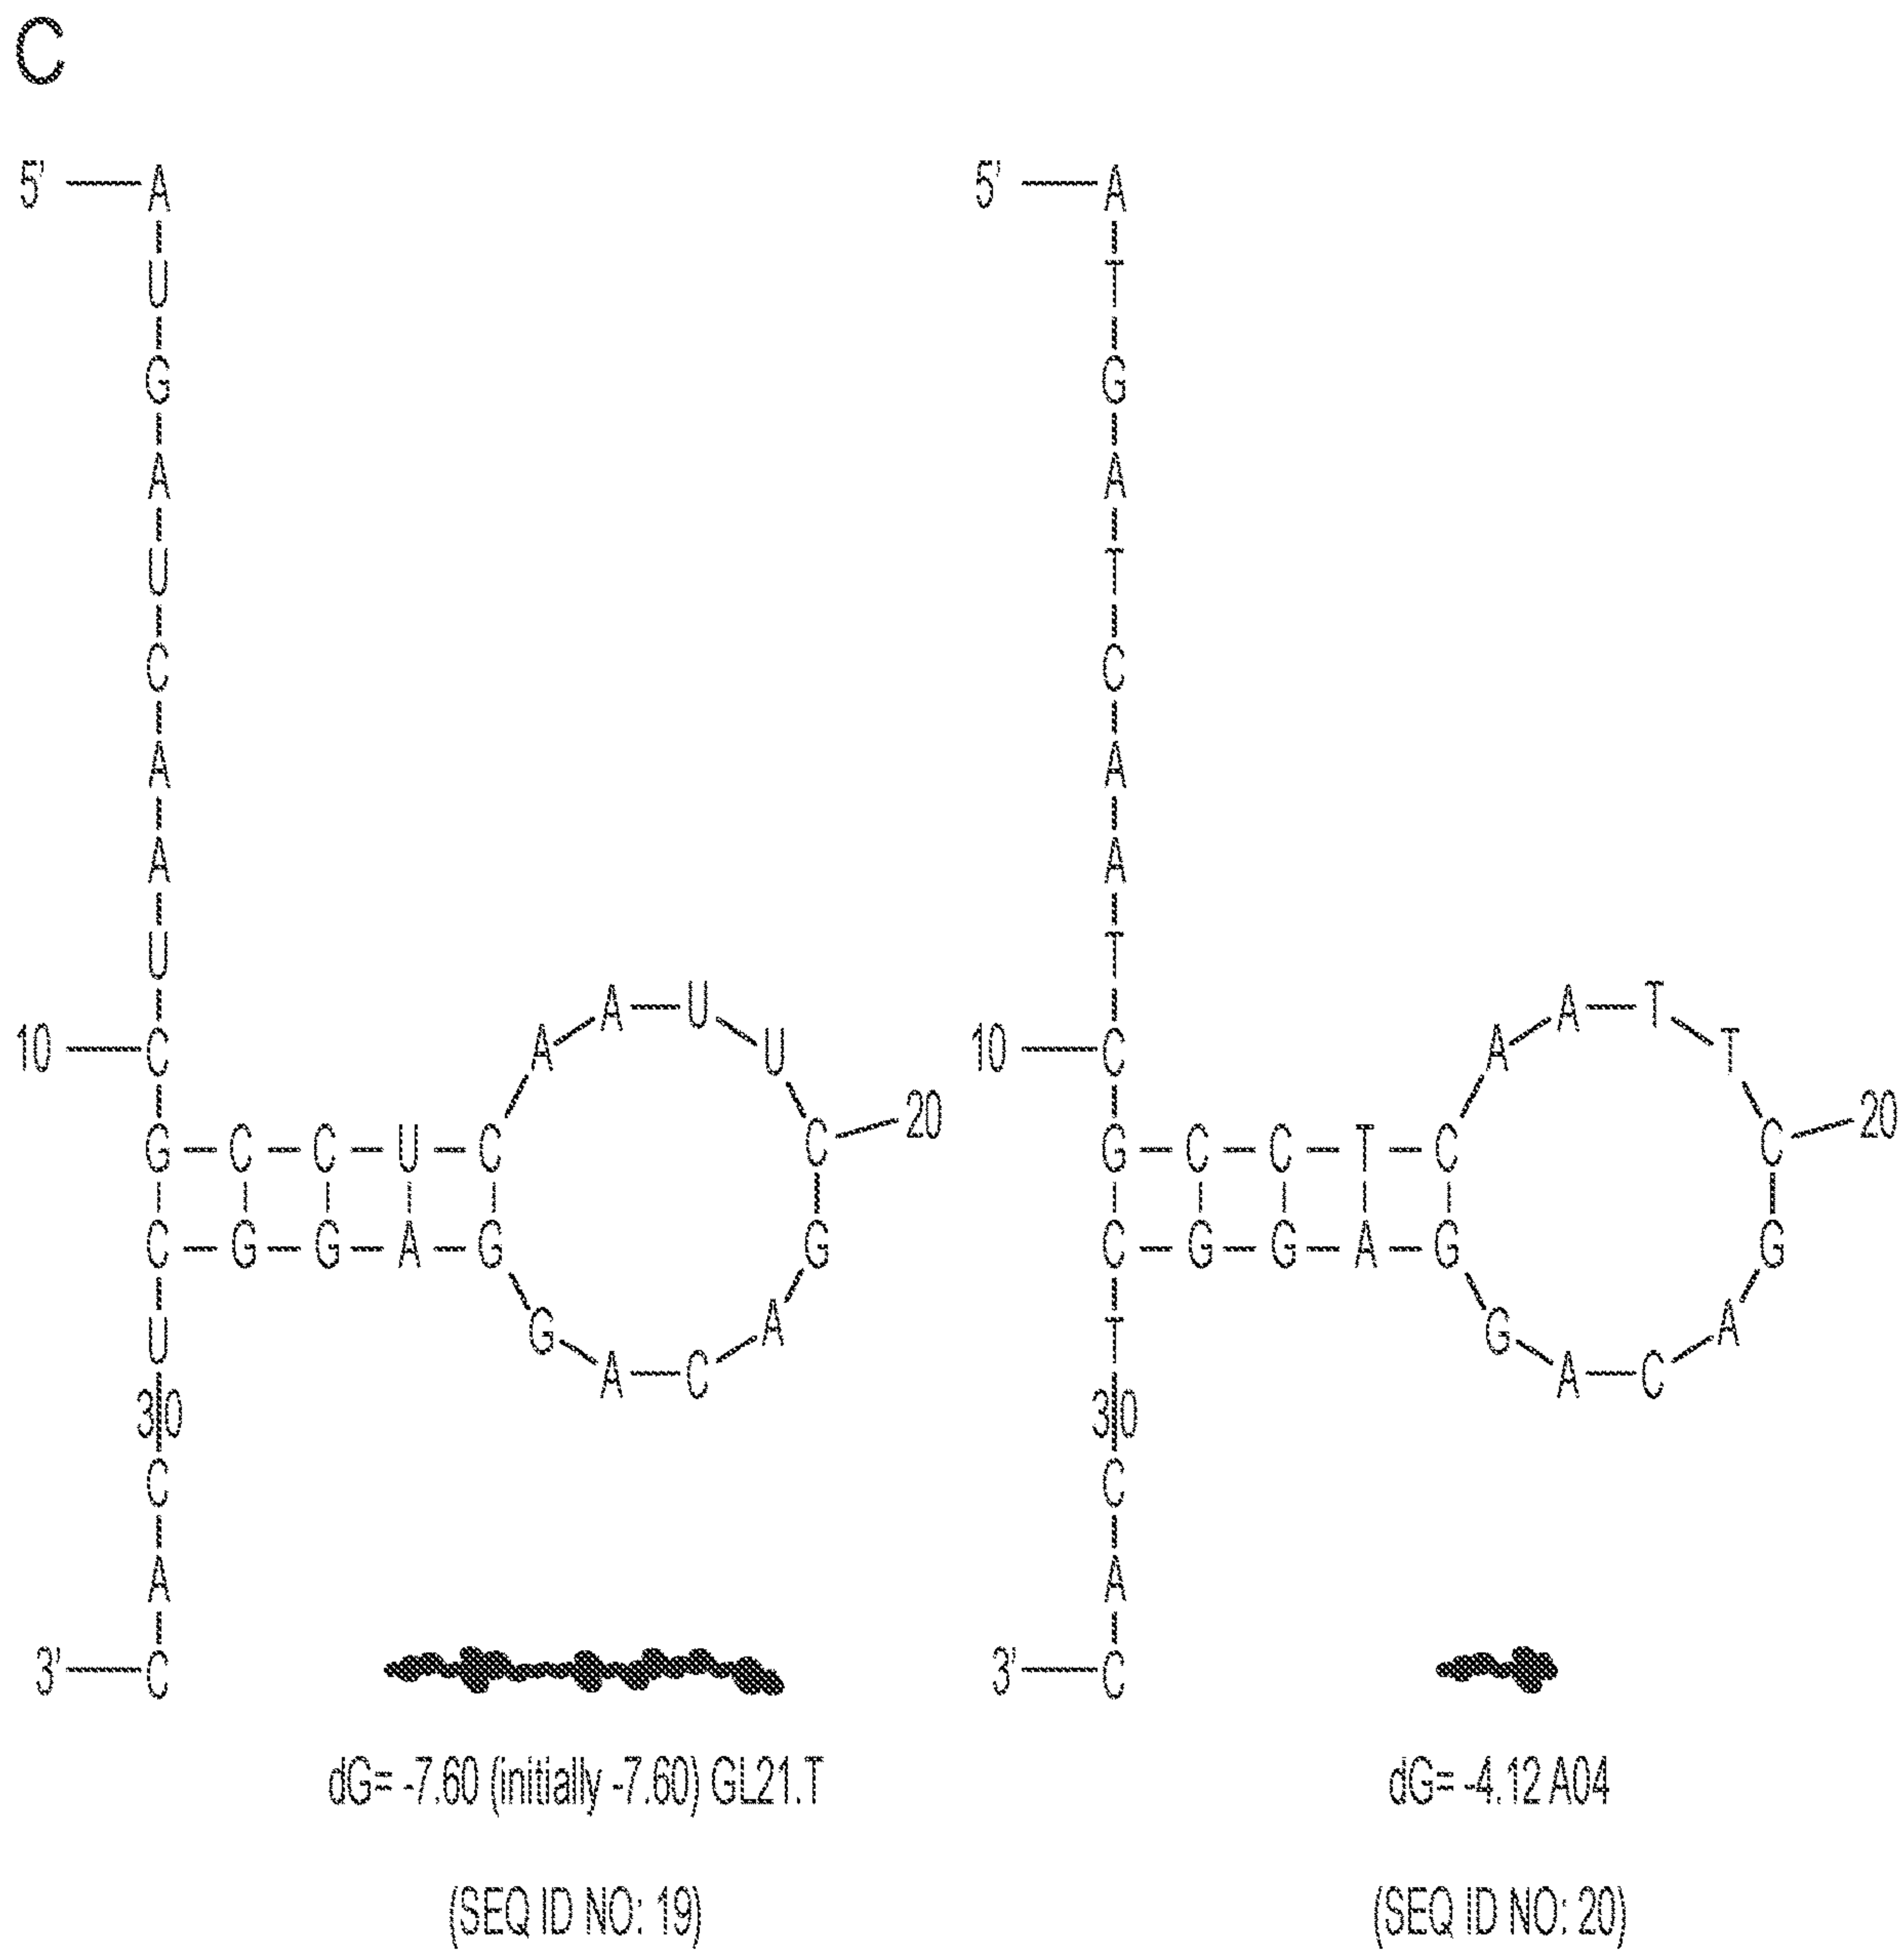 C
5' A 5' A
U T
G G
A A
U T
C C
A A
A A
U T
10 C 10 C
A A U U A A T T
G C C U C C 20 G C C T C C 20
C G G A G G C G G A G G
U G A C A T G A C A
30 30
C C
A A
3' C 3' C
dG= -7.60 (initially -7.60) GL21.T dG= -4.12 A04
(SEQ ID NO: 19) (SEQ ID NO: 20)